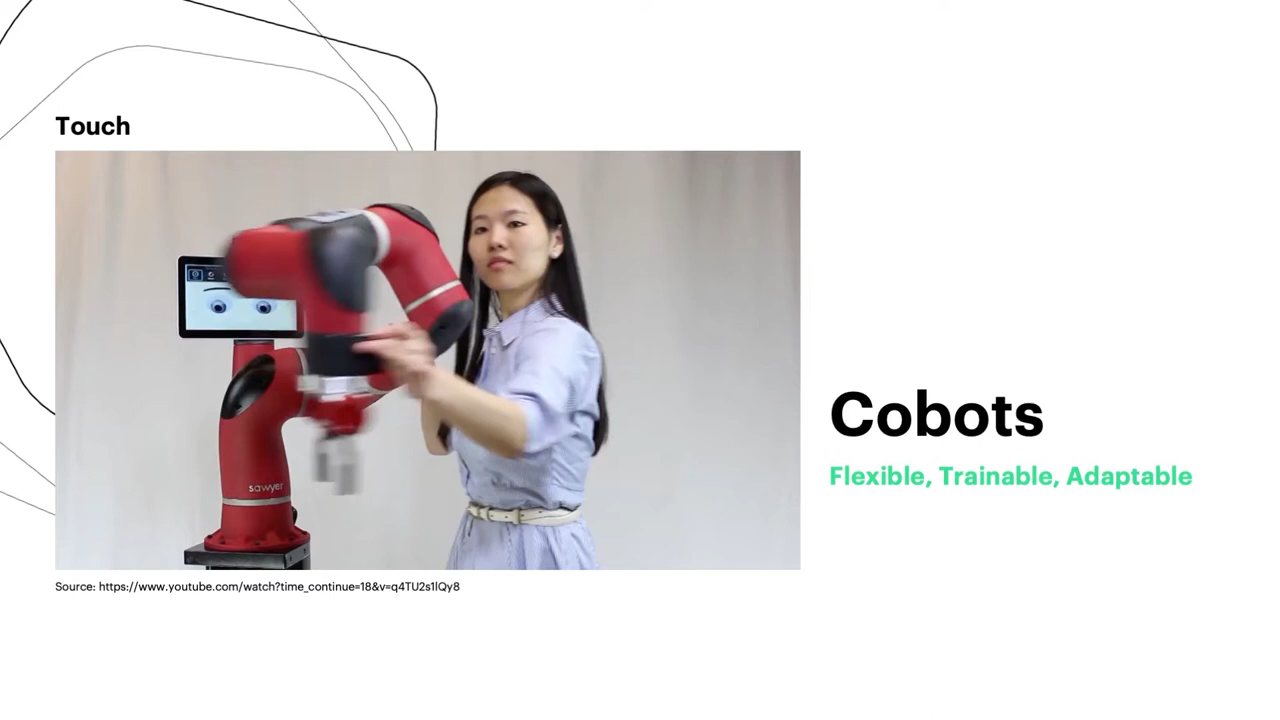 Touch
sawyer
Cobots
Flexible, Trainable, Adaptable
Source: https://www.youtube.com/watch?time_continue=18&v=q4TU2s1lQy8